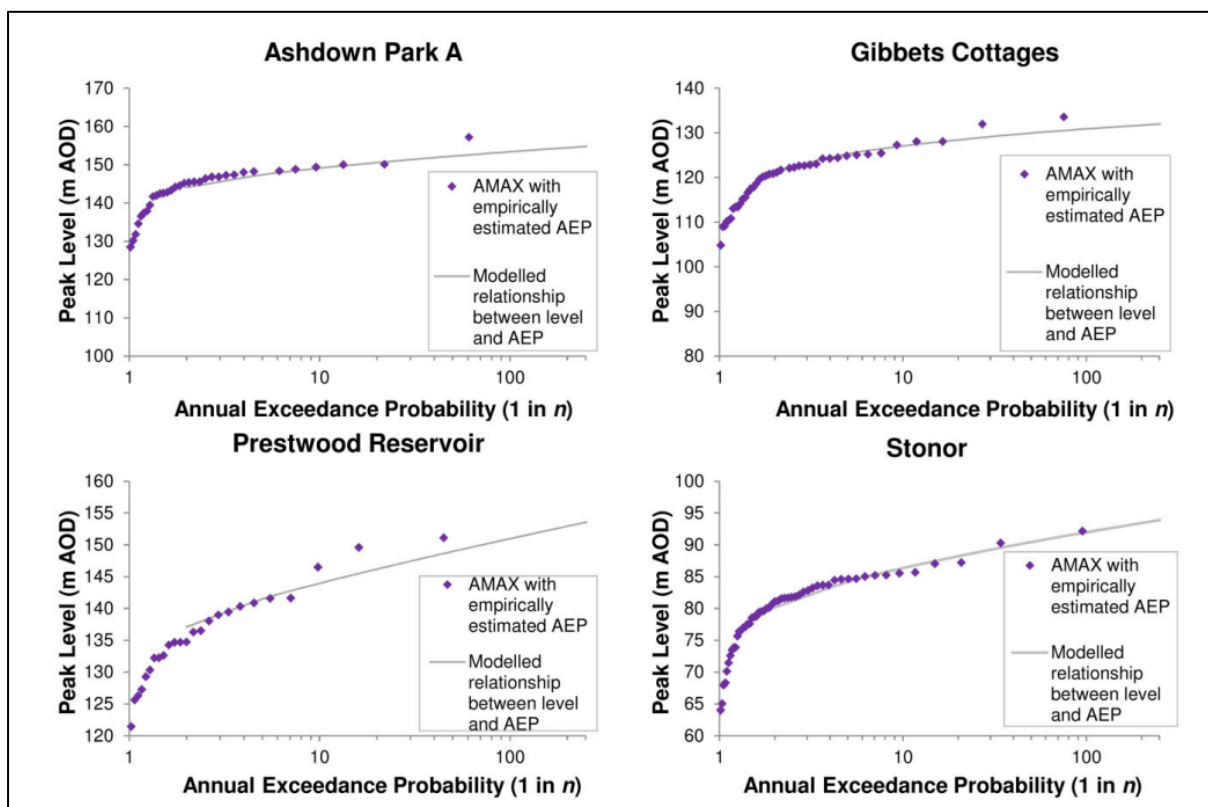 Ashdown Park A
170
160
150
140
130
120
110
100
Peak Level (m AOD)
1
10
100
Annual Exceedance Probability (1 in n)
AMAX with
empirically
estimated AEP
Modelled
relationship
between level
and AEP
Gibbets Cottages
140
130
120
110
100
90
80
Peak Level (m AOD)
1
10
100
Annual Exceedance Probability (1 in n)
AMAX with
empirically
estimated AEP
Modelled
relationship
between level
and AEP
Prestwood Reservoir
160
155
150
145
140
135
130
125
120
Peak Level (m AOD)
1
10
100
Annual Exceedance Probability (1 in n)
AMAX with
empirically
estimated AEP
Modelled
relationship
between level
and AEP
Stonor
100
95
90
85
80
75
70
65
60
Peak Level (m AOD)
1
10
100
Annual Exceedance Probability (1 in n)
AMAX with
empirically
estimated AEP
Modelled
relationship
between level
and AEP